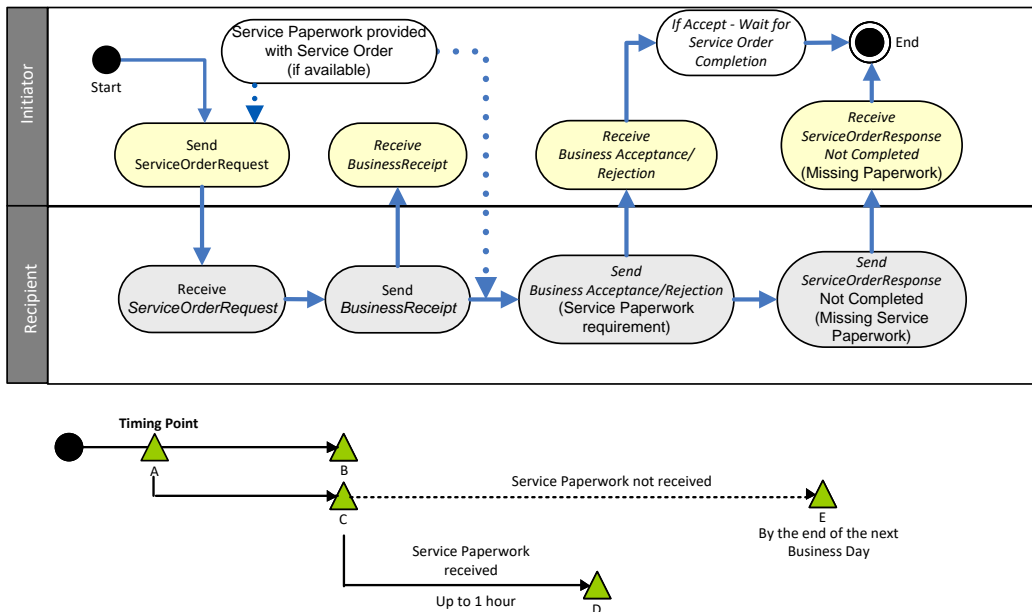 Initiator
Service Paperwork provided
with Service Order
(if available)
If Accept - Wait for
Service Order
Completion
End
Start
Send
ServiceOrderRequest
Receive
BusinessReceipt
Receive
Business Acceptance/
Rejection
Receive
ServiceOrderResponse
Not Completed
(Missing Paperwork)
Recipient
Receive
ServiceOrderRequest
Send
BusinessReceipt
Send
Business Acceptance/Rejection
(Service Paperwork
requirement)
Send
ServiceOrderResponse
Not Completed
(Missing Service
Paperwork)
Timing Point
A
B
C
Service Paperwork not received
E
By the end of the next
Business Day
Service Paperwork
received
Up to 1 hour
D